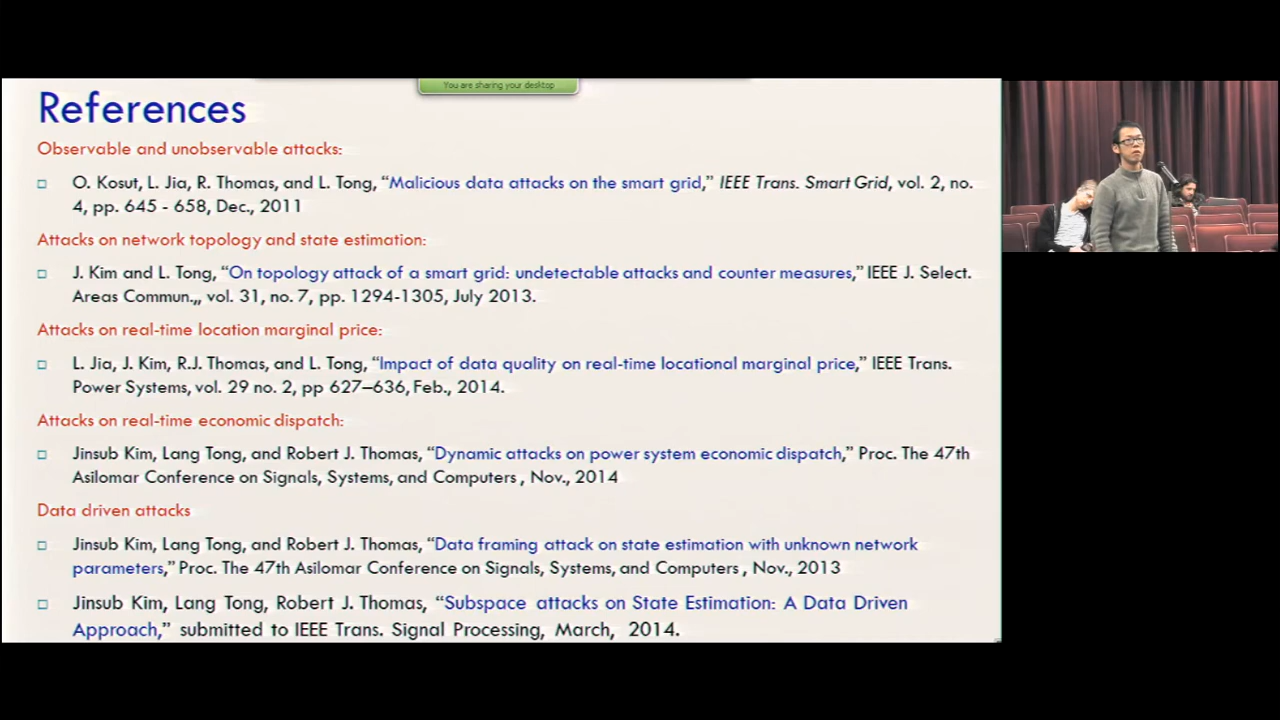 You are sharing your desktop
References
Observable and unobservable attacks:
O. Kosut, L. Jia, R. Thomas, and L. Tong, “Malicious data attacks on the smart grid,” IEEE Trans. Smart Grid, vol. 2, no.
4, pp. 645 - 658, Dec., 2011
Attacks on network topology and state estimation:
J. Kim and L. Tong, “On topology attack of a smart grid: undetectable attacks and counter measures,” IEEE J. Select.
Areas Commun.,, vol. 31, no. 7, pp. 1294-1305, July 2013.
Attacks on real-time location marginal price:
L. Jia, J. Kim, R.J. Thomas, and L. Tong, “Impact of data quality on real-time locational marginal price,” IEEE Trans.
Power Systems, vol. 29 no. 2, pp 627–636, Feb., 2014.
Attacks on real-time economic dispatch:
Jinsub Kim, Lang Tong, and Robert J. Thomas, “Dynamic attacks on power system economic dispatch,” Proc. The 47th
Asilomar Conference on Signals, Systems, and Computers , Nov., 2014
Data driven attacks
Jinsub Kim, Lang Tong, and Robert J. Thomas, “Data framing attack on state estimation with unknown network
parameters,” Proc. The 47th Asilomar Conference on Signals, Systems, and Computers , Nov., 2013
Jinsub Kim, Lang Tong, Robert J. Thomas, “Subspace attacks on State Estimation: A Data Driven
Approach,” submitted to IEEE Trans. Signal Processing, March, 2014.